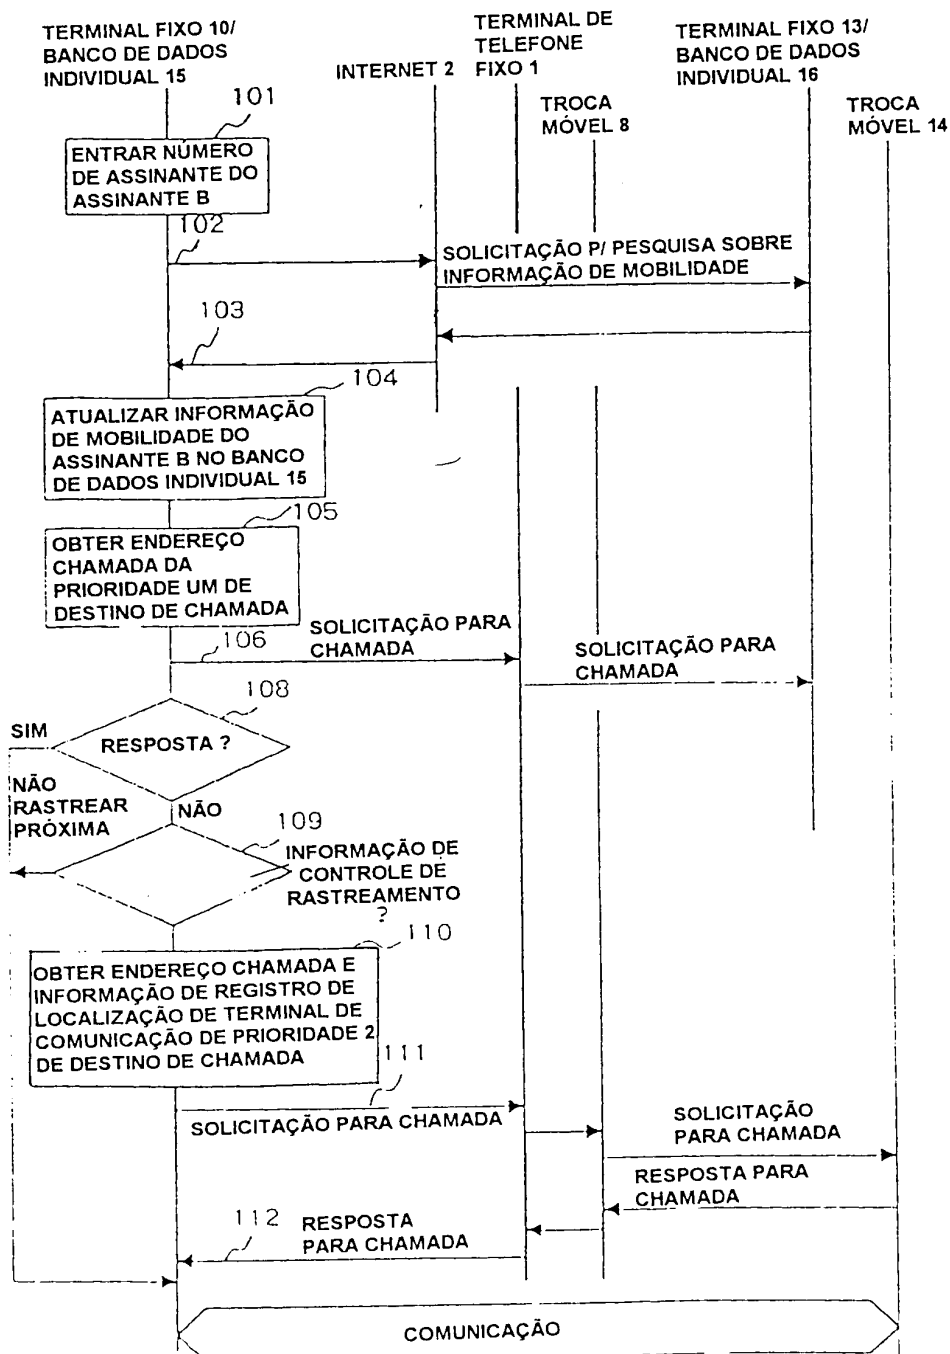 TERMINAL FIXO 10/
BANCO DE DADOS
INDIVIDUAL 15
INTERNET 2
TERMINAL DE
TELEFONE
FIXO 1
TROCA
MÓVEL 8
TERMINAL FIXO 13/
BANCO DE DADOS
INDIVIDUAL 16
TROCA
MÓVEL 14
101
ENTRAR NÚMERO
DE ASSINANTE DO
ASSINANTE B
102
SOLICITAÇÃO P/ PESQUISA SOBRE
INFORMAÇÃO DE MOBILIDADE
103
104
ATUALIZAR INFORMAÇÃO
DE MOBILIDADE DO
ASSINANTE B NO BANCO
DE DADOS INDIVIDUAL 15
105
OBTER ENDEREÇO
CHAMADA DA
PRIORIDADE UM DE
DESTINO DE CHAMADA
106
SOLICITAÇÃO PARA
CHAMADA
SOLICITAÇÃO PARA
CHAMADA
108
SIM
RESPOSTA ?
NÃO
RASTREAR
PRÓXIMA
NÃO
109
INFORMAÇÃO DE
CONTROLE DE
RASTREAMENTO
?
110
OBTER ENDEREÇO CHAMADA E
INFORMAÇÃO DE REGISTRO DE
LOCALIZAÇÃO DE TERMINAL DE
COMUNICAÇÃO DE PRIORIDADE 2
DE DESTINO DE CHAMADA
111
SOLICITAÇÃO PARA CHAMADA
SOLICITAÇÃO
PARA CHAMADA
RESPOSTA PARA
CHAMADA
112
RESPOSTA
PARA CHAMADA
COMUNICAÇÃO